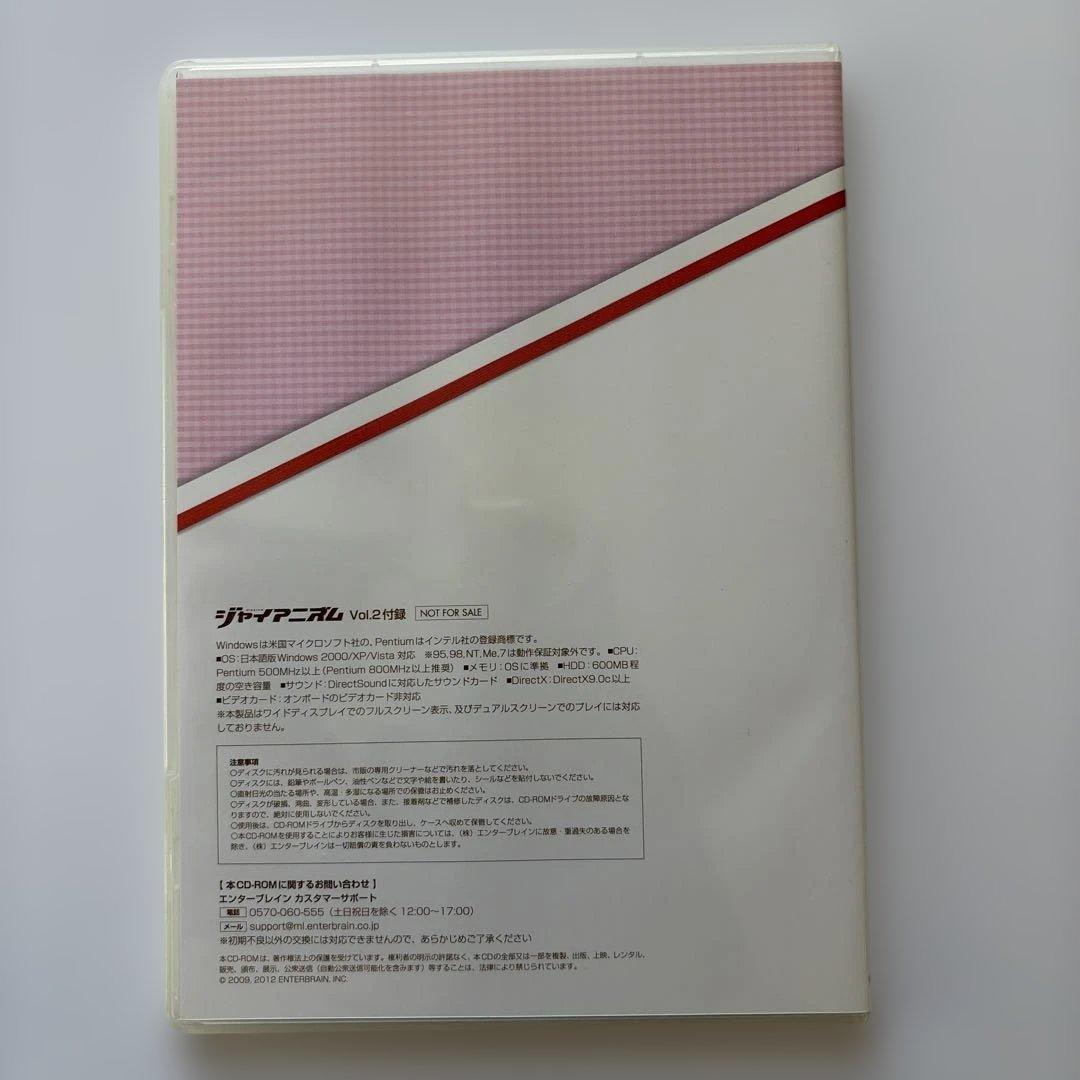 ジャイアニズム Vol.2付録 NOT FOR SALE
Windowsは米国マイクロソフト社の、Pentiumはインテル社の登録商標です。
■OS：日本語版Windows 2000/XP/Vista 対応 ※95,98,NT,Me,7は動作保証対象外です。■CPU：
Pentium 500MHz以上（Pentium 800MHz以上推奨） ■メモリ：OSに準拠 ■HDD：600MB程
度の空き容量 ■サウンド：DirectSoundに対応したサウンドカード ■DirectX：DirectX9.0c以上
■ビデオカード：オンボードのビデオカード非対応
※本製品はワイドディスプレイでのフルスクリーン表示、及びデュアルスクリーンでのプレイには対応
しておりません。
注意事項
○ディスクに汚れが見られる場合は、市販の専用クリーナーなどで汚れを落としてください。
○ディスクには、鉛筆やボールペン、油性ペンなどで文字や絵を書いたり、シールなどを貼付しないでください。
○直射日光の当たる場所や、高温・多湿になる場所での保管はお止めください。
○ディスクが破損、湾曲、変形している場合、また、接着剤などで補修したディスクは、CD-ROMドライブの故障原因とな
りますので、絶対に使用しないでください。
○使用後は、CD-ROMドライブからディスクを取り出し、ケースへ収めて保管してください。
○本CD-ROMを使用することによりお客様に生じた損害については、（株）エンターブレインに故意・重過失のある場合を
除き、（株）エンターブレインは一切賠償の責を負わないものとします。
【本CD-ROMに関するお問い合わせ】
エンターブレイン カスタマーサポート
電話 0570-060-555（土日祝日を除く 12:00〜17:00）
メール support@ml.enterbrain.co.jp
※初期不良以外の交換には対応できませんので、あらかじめご了承ください
本CD-ROMは、著作権法上の保護を受けています。権利者の明示の許諾なく、本CDの全部又は一部を複製、出版、上映、レンタル、
販売、頒布、展示、公衆送信（自動公衆送信可能化を含みます）等することは、法律により禁じられています。
© 2009, 2012 ENTERBRAIN, INC.